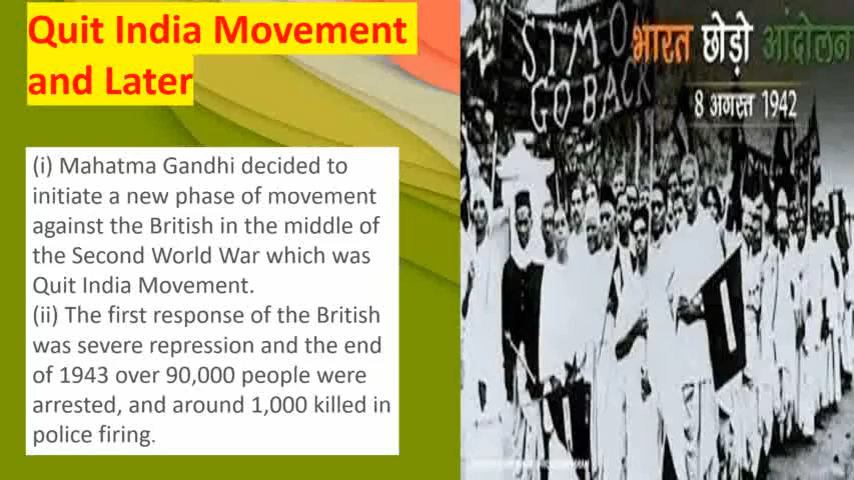 Quit India Movement
and Later
(i) Mahatma Gandhi decided to
initiate a new phase of movement
against the British in the middle of
the Second World War which was
Quit India Movement.
(ii) The first response of the British
was severe repression and the end
of 1943 over 90,000 people were
arrested, and around 1,000 killed in
police firing.
भारत छोड़ो आंदोलन
8 अगस्त 1942
GO BACK